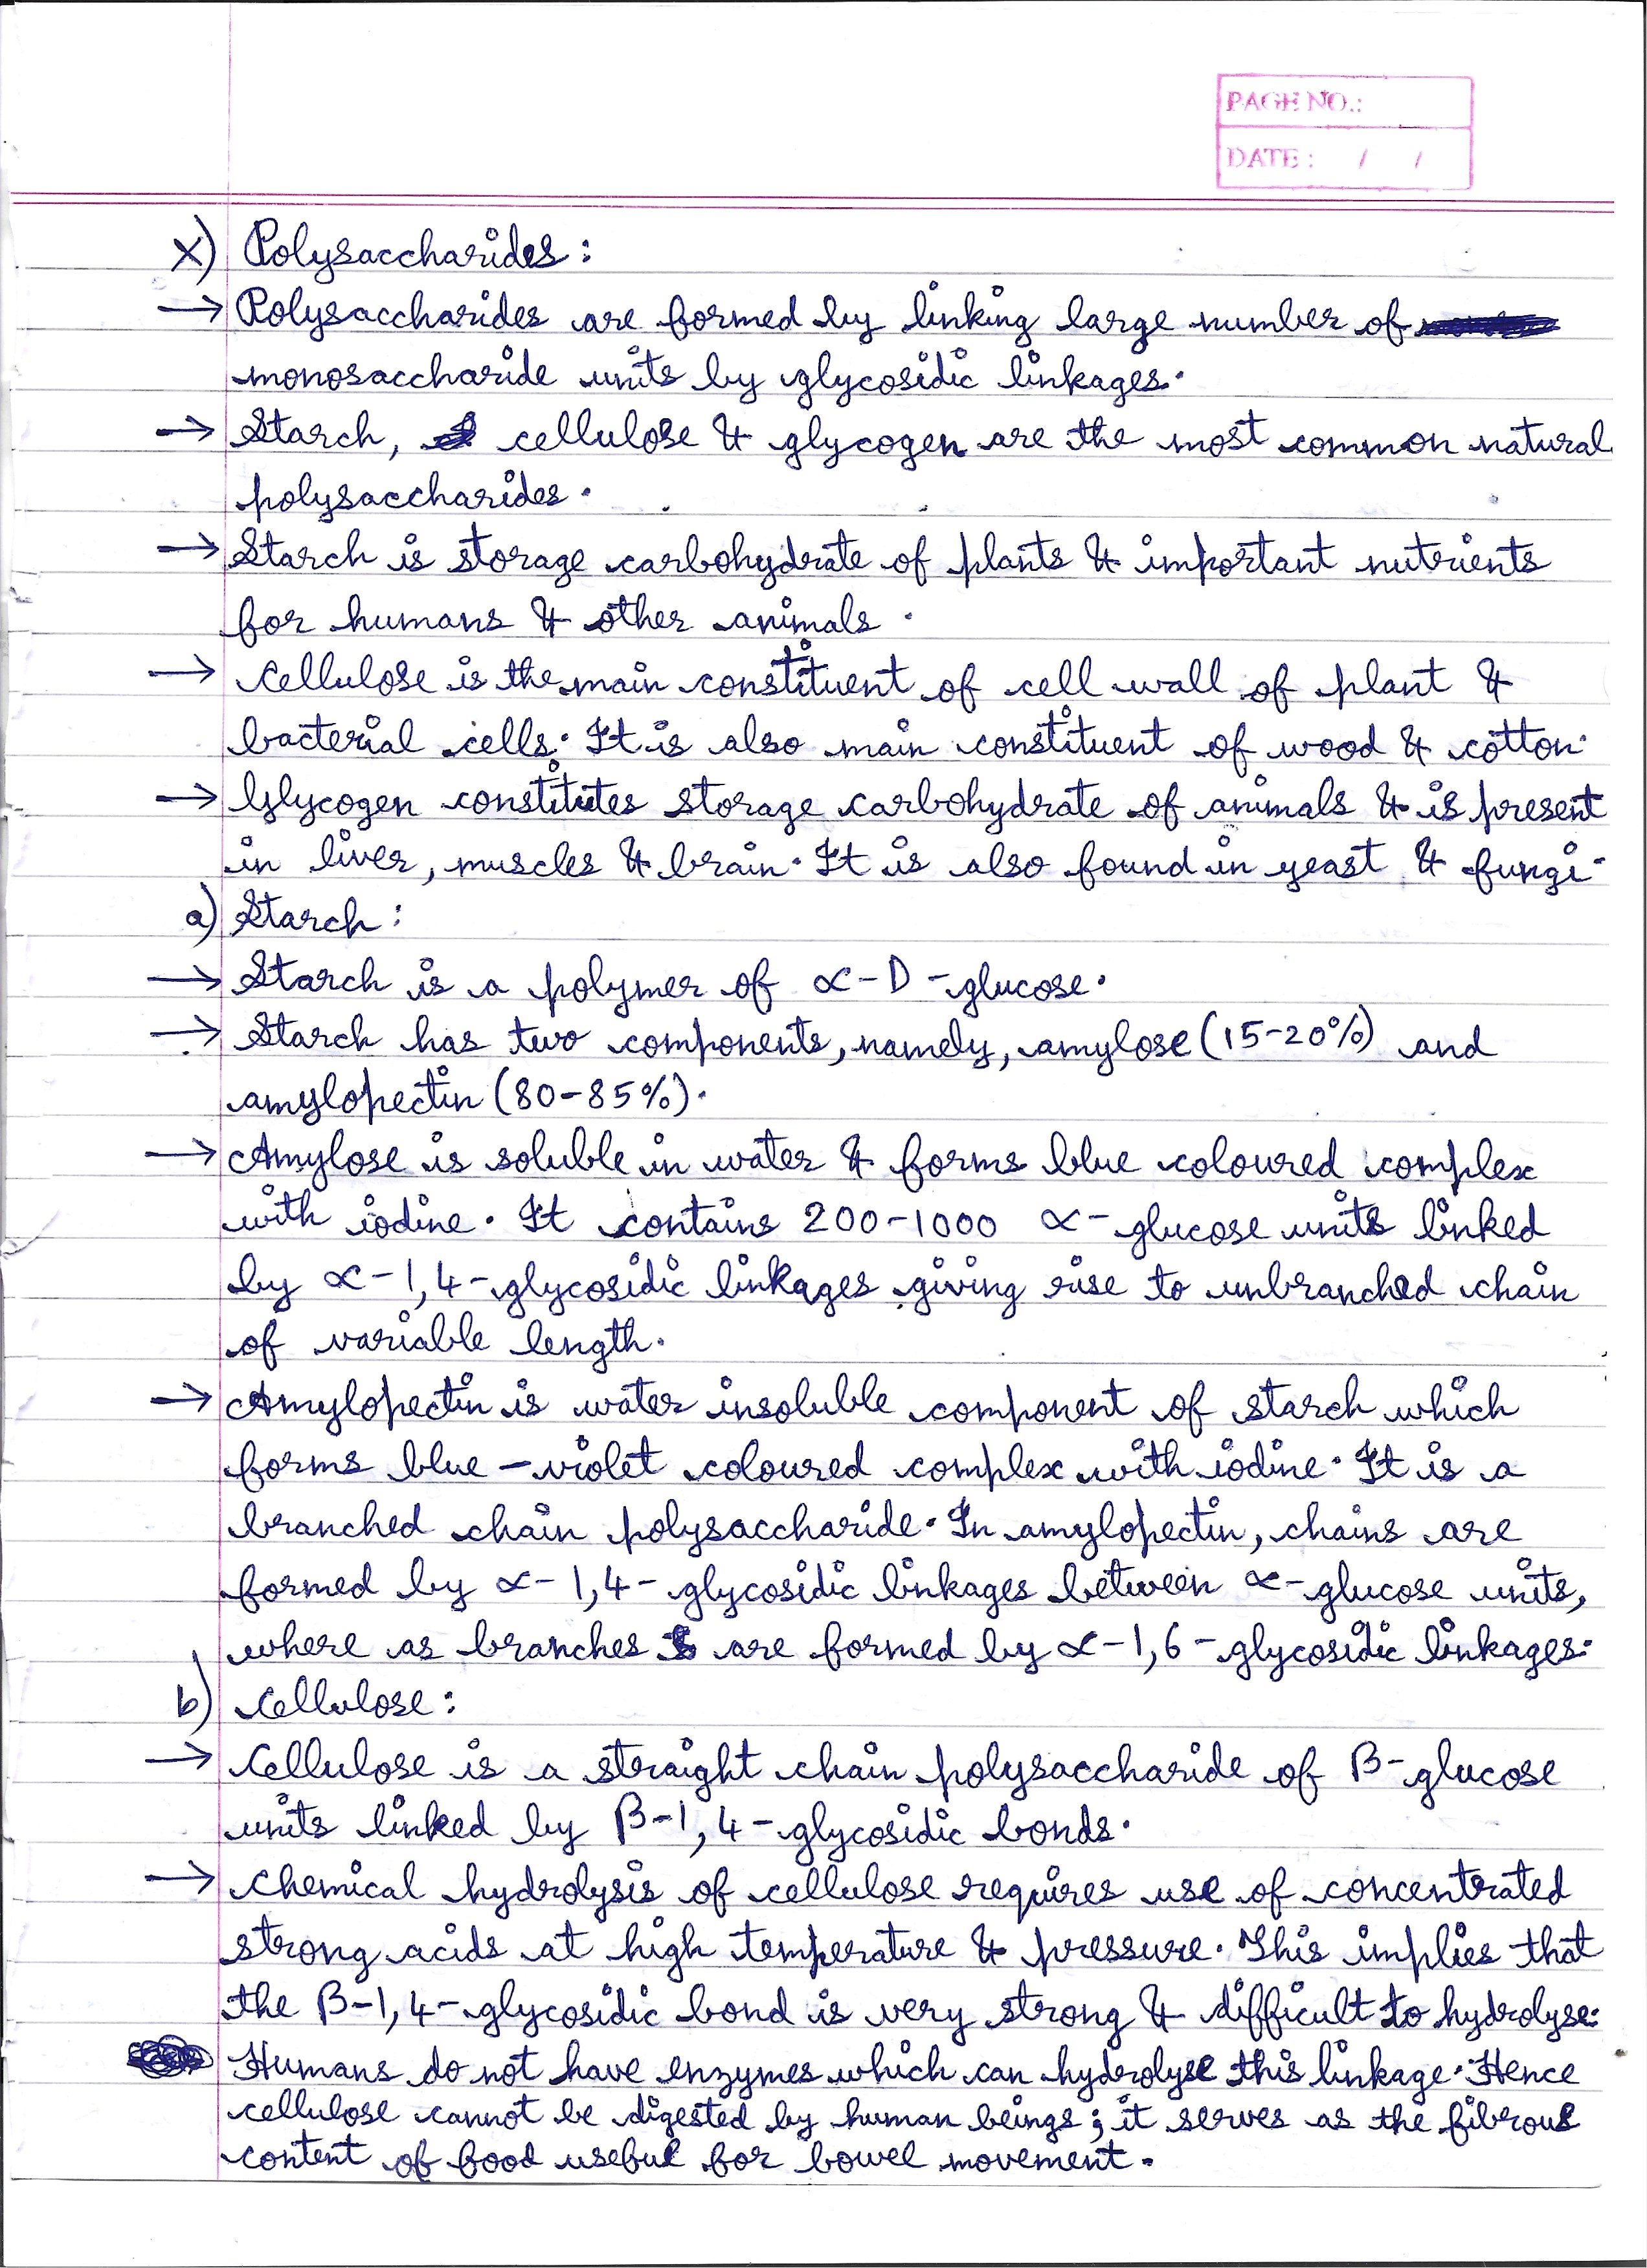 PAGE NO.:
DATE : / /
X) Polysaccharides :
→ Polysaccharides are formed by linking large number of
monosaccharide units by glycosidic linkages.
→ Starch, cellulose & glycogen are the most common natural
polysaccharides.
→ Starch is storage carbohydrate of plants & important nutrients
for humans & other animals.
→ Cellulose is the main constituent of cell wall of plant &
bacterial cells. It is also main constituent of wood & cotton.
→ Glycogen constitutes storage carbohydrate of animals & is present
in liver, muscles & brain. It is also found in yeast & fungi.
a) Starch :
→ Starch is a polymer of α-D-glucose.
→ Starch has two components, namely, amylose (15-20%) and
amylopectin (80-85%).
→ Amylose is soluble in water & forms blue coloured complex
with iodine. It contains 200-1000 α-glucose units linked
by α-1,4-glycosidic linkages giving rise to unbranched chain
of variable length.
→ Amylopectin is water insoluble component of starch which
forms blue-violet coloured complex with iodine. It is a
branched chain polysaccharide. In amylopectin, chains are
formed by α-1,4-glycosidic linkages between α-glucose units,
where as branches are formed by α-1,6-glycosidic linkages.
b) Cellulose :
→ Cellulose is a straight chain polysaccharide of β-glucose
units linked by β-1,4-glycosidic bonds.
→ Chemical hydrolysis of cellulose requires use of concentrated
strong acids at high temperature & pressure. This implies that
the β-1,4-glycosidic bond is very strong & difficult to hydrolyse.
Humans do not have enzymes which can hydrolyse this linkage. Hence
cellulose cannot be digested by human beings; it serves as the fibrous
content of food useful for bowel movement.